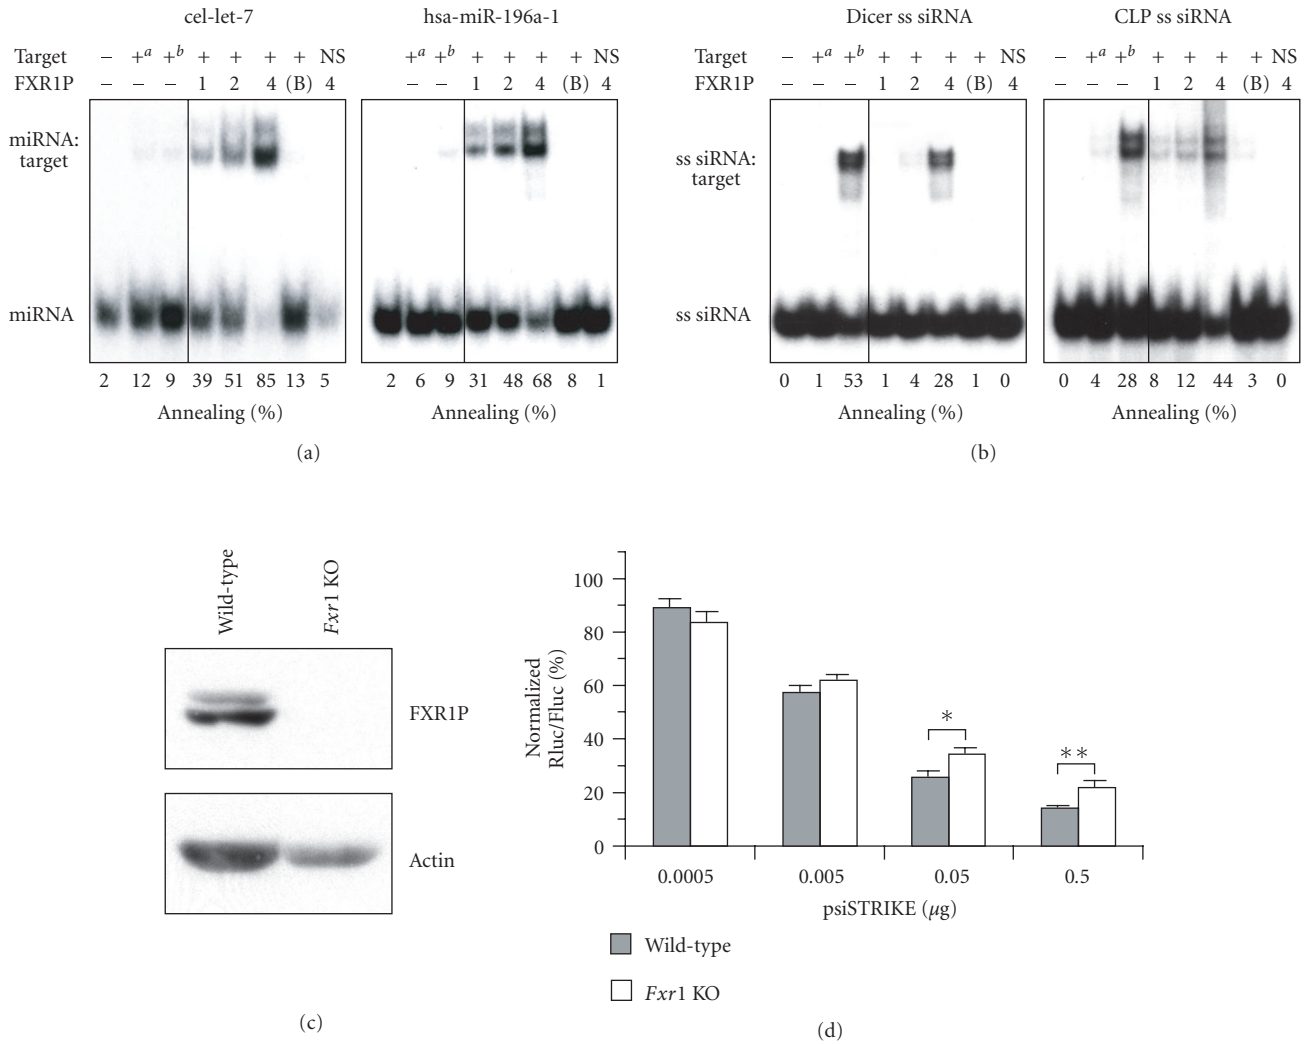 cel-let-7
Target − +a +b + + + + NS
FXR1P − − − 1 2 4 (B) 4
miRNA:
target
miRNA
2 12 9 39 51 85 13 5
Annealing (%)
hsa-miR-196a-1
+a +b + + + + NS
− − 1 2 4 (B) 4
2 6 9 31 48 68 8 1
Annealing (%)
(a)
Dicer ss siRNA
Target − +a +b + + + + NS
FXR1P − − − 1 2 4 (B) 4
ss siRNA:
target
ss siRNA
0 1 53 1 4 28 1 0
Annealing (%)
CLP ss siRNA
− +a +b + + + + NS
− − − 1 2 4 (B) 4
0 4 28 8 12 44 3 0
Annealing (%)
(b)
Wild-type
Fxr1 KO
FXR1P
Actin
(c)
Normalized
Rluc/Fluc (%)
100
80
60
40
20
0
*
**
0.0005 0.005 0.05 0.5
psiSTRIKE (μg)
Wild-type
Fxr1 KO
(d)